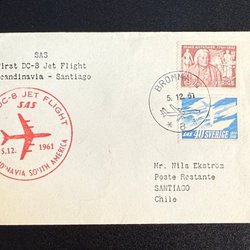 SAS
First DC-8 Jet Flight
Scandinavia - Santiago
DC-8 JET FLIGHT
SAS
5.12. 1961
SOUTH AMERICA
BROMMA
5. 12. 61
SAS 40 SVERIGE
Mr. Nils Ekström
Poste Restante
SANTIAGO
Chile